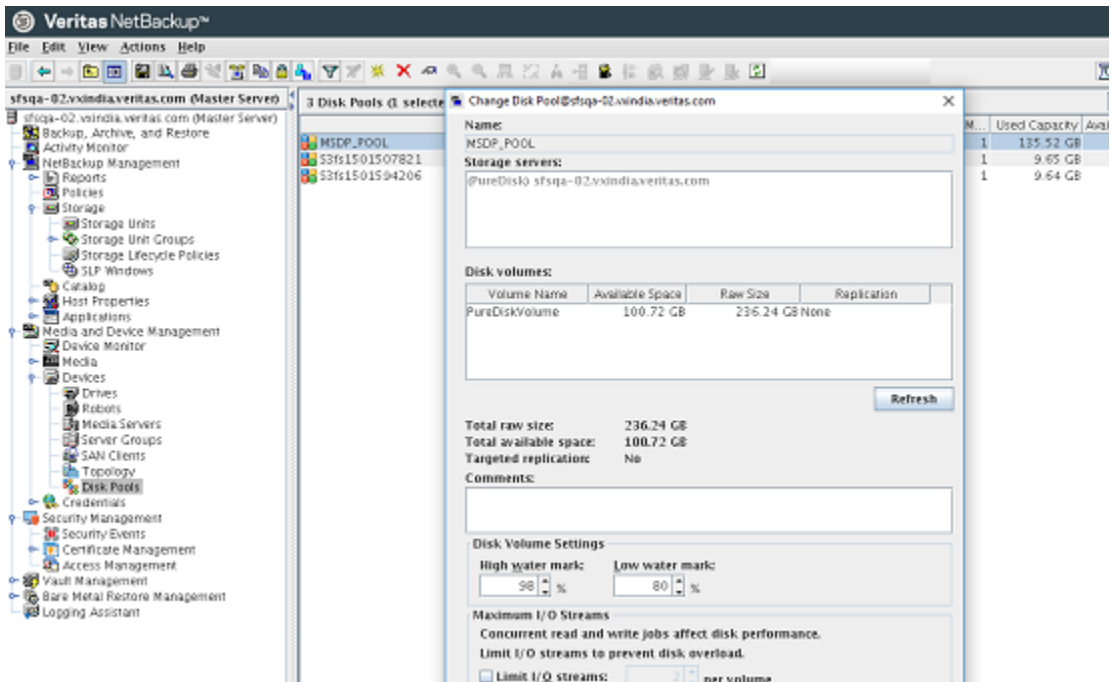 Veritas NetBackup™
File Edit View Actions Help
sfsqa-02.vxindia.veritas.com (Master Server)
sfsqa-02.vxindia.veritas.com (Master Server)
Backup, Archive, and Restore
Activity Monitor
NetBackup Management
Reports
Policies
Storage
Storage Units
Storage Unit Groups
Storage Lifecycle Policies
SLP Windows
Catalog
Host Properties
Applications
Media and Device Management
Device Monitor
Media
Devices
Drives
Robots
Media Servers
Server Groups
SAN Clients
Topology
Disk Pools
Credentials
Security Management
Security Events
Certificate Management
Access Management
Vault Management
Bare Metal Restore Management
Logging Assistant
3 Disk Pools (1 selecte
MSDP_POOL
S3fs1501507821
S3fs1501594206
M... Used Capacity Avai
1 135.52 GB
1 9.65 GB
1 9.64 GB
Change Disk Pool@sfsqa-02.vxindia.veritas.com
Name:
MSDP_POOL
Storage servers:
(PureDisk) sfsqa-02.vxindia.veritas.com
Disk volumes:
Volume Name Available Space Raw Size Replication
PureDiskVolume 100.72 GB 236.24 GB None
Refresh
Total raw size: 236.24 GB
Total available space: 100.72 GB
Targeted replication: No
Comments:
Disk Volume Settings
High water mark: Low water mark:
98 % 80 %
Maximum I/O Streams
Concurrent read and write jobs affect disk performance.
Limit I/O streams to prevent disk overload.
Limit I/O streams: 2 per volume